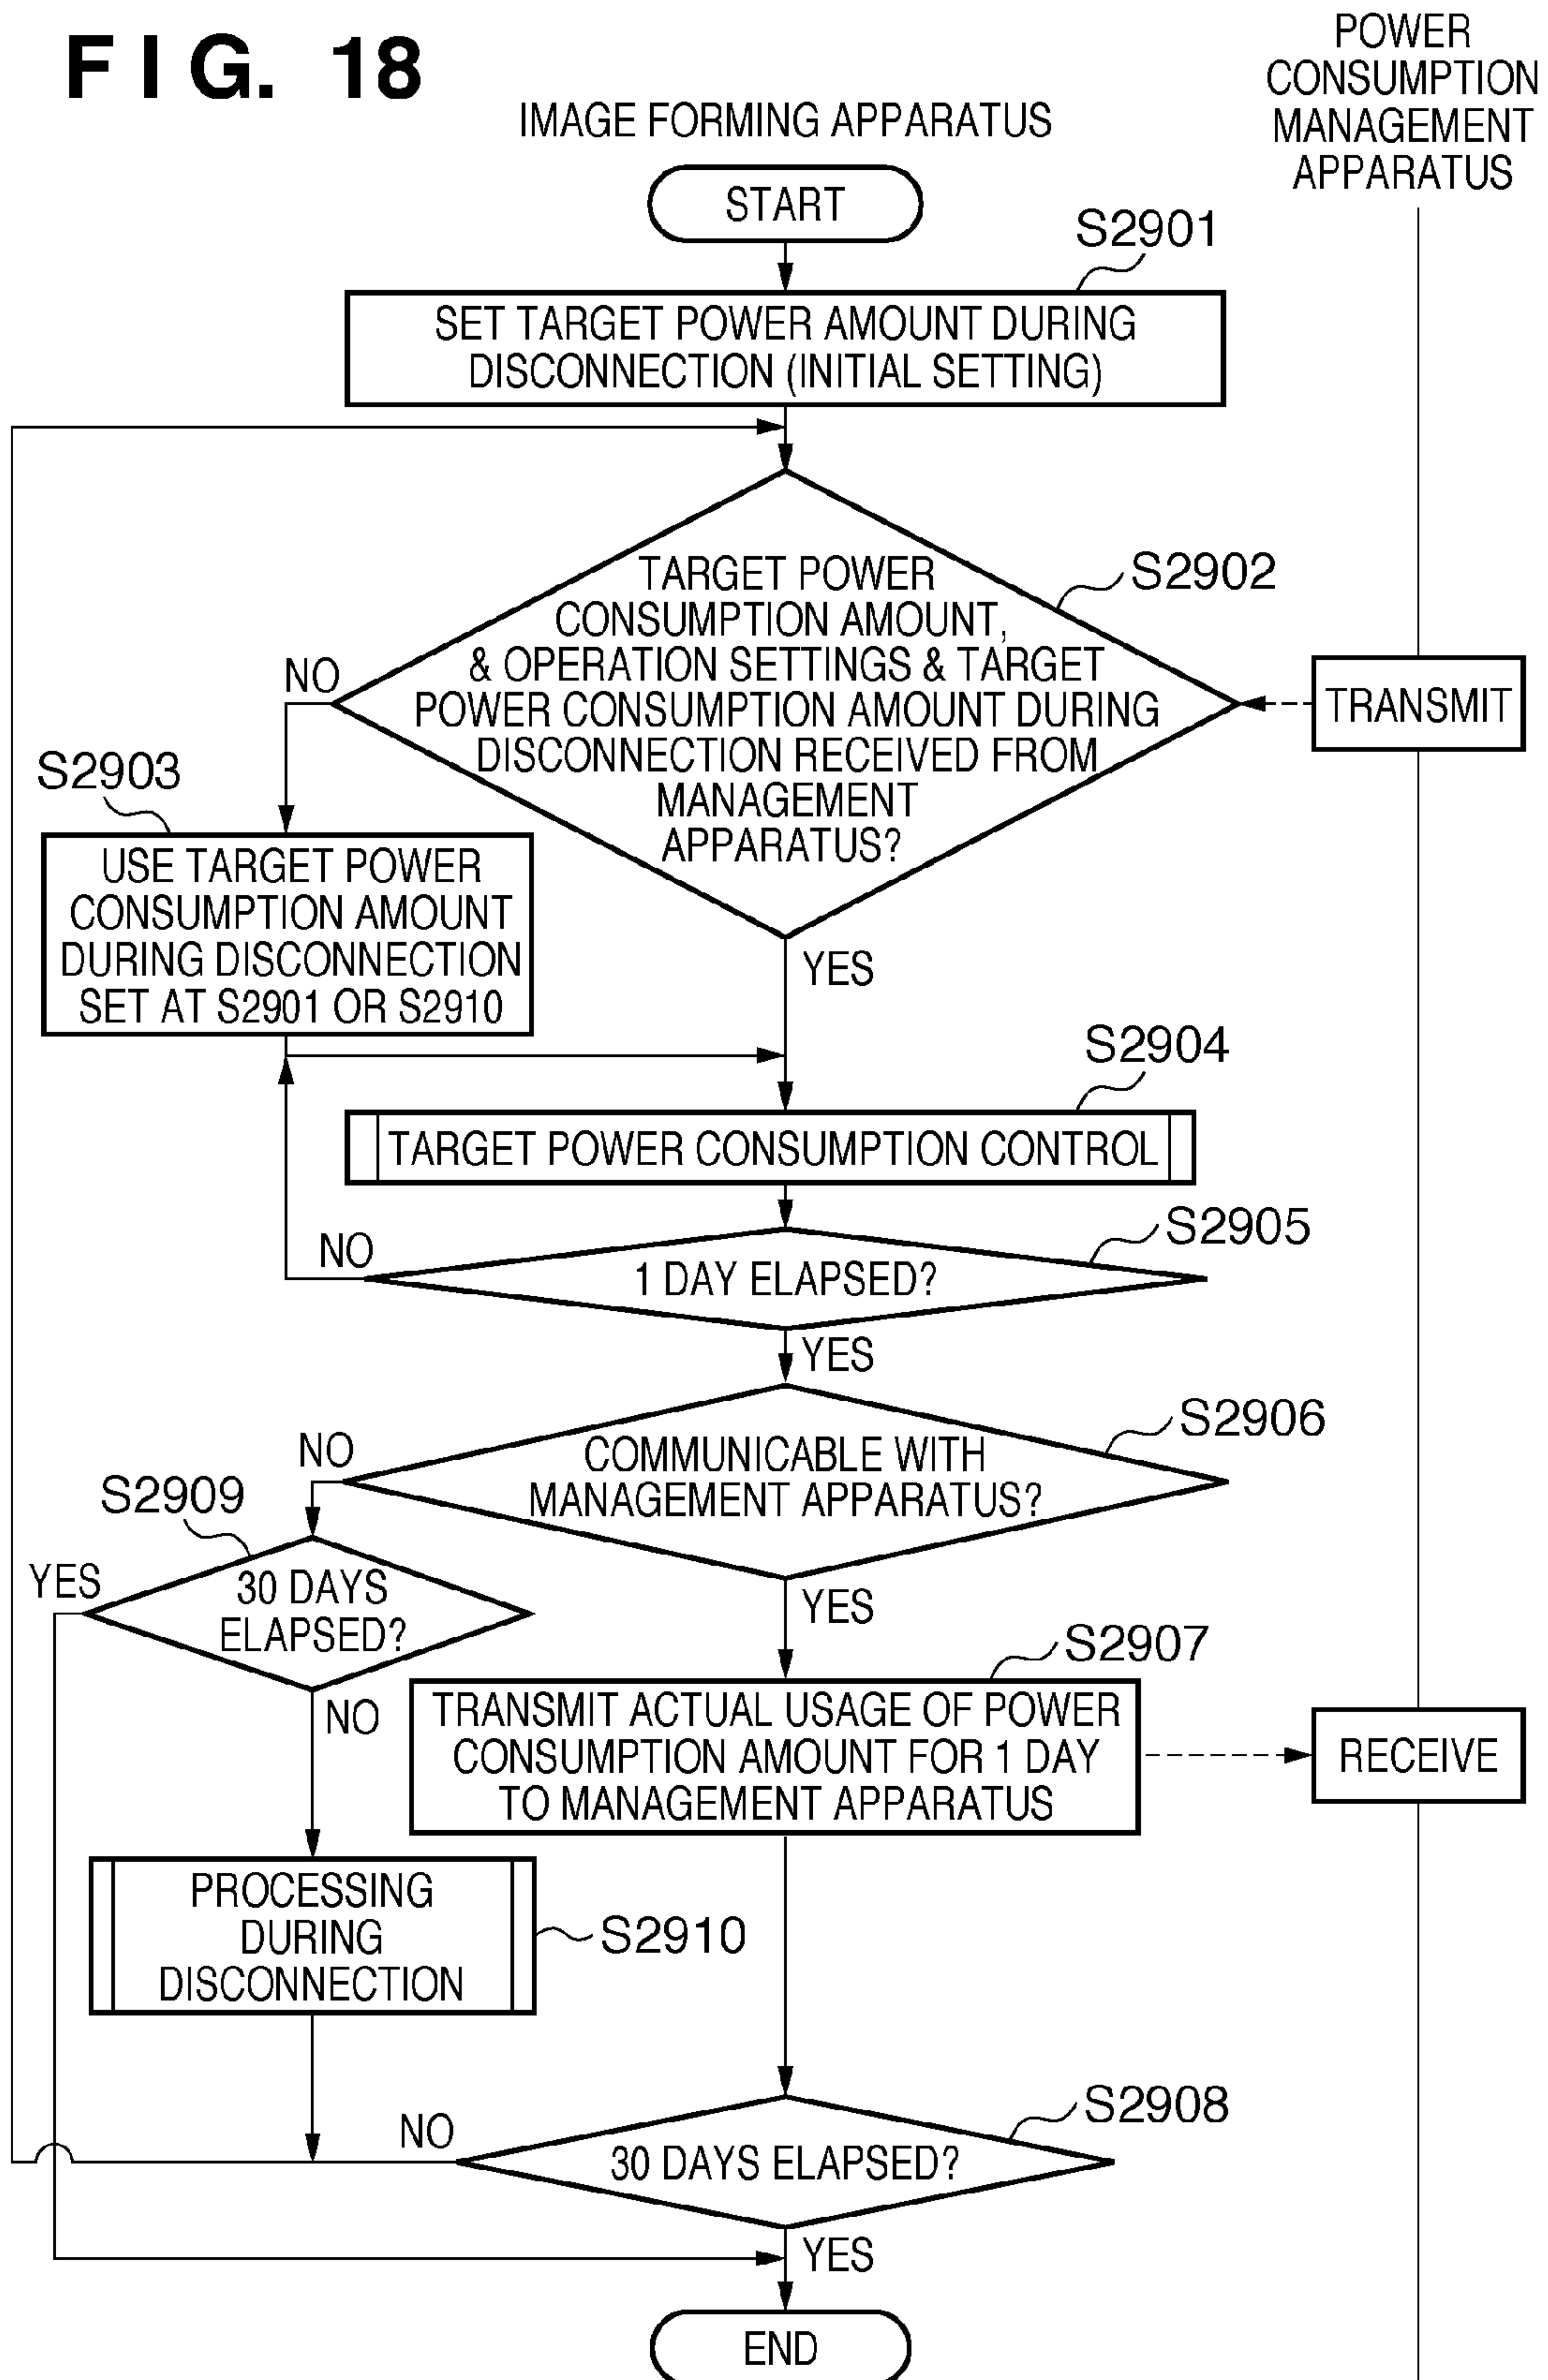 FIG. 18
IMAGE FORMING APPARATUS
POWER
CONSUMPTION
MANAGEMENT
APPARATUS
START
S2901
SET TARGET POWER AMOUNT DURING
DISCONNECTION (INITIAL SETTING)
S2902
TARGET POWER
CONSUMPTION AMOUNT,
& OPERATION SETTINGS & TARGET
POWER CONSUMPTION AMOUNT DURING
DISCONNECTION RECEIVED FROM
MANAGEMENT
APPARATUS?
NO
TRANSMIT
S2903
USE TARGET POWER
CONSUMPTION AMOUNT
DURING DISCONNECTION
SET AT S2901 OR S2910
YES
S2904
TARGET POWER CONSUMPTION CONTROL
S2905
NO
1 DAY ELAPSED?
YES
S2906
NO
COMMUNICABLE WITH
MANAGEMENT APPARATUS?
S2909
YES
30 DAYS
ELAPSED?
YES
NO
S2907
TRANSMIT ACTUAL USAGE OF POWER
CONSUMPTION AMOUNT FOR 1 DAY
TO MANAGEMENT APPARATUS
RECEIVE
PROCESSING
DURING
DISCONNECTION
S2910
S2908
NO
30 DAYS ELAPSED?
YES
END